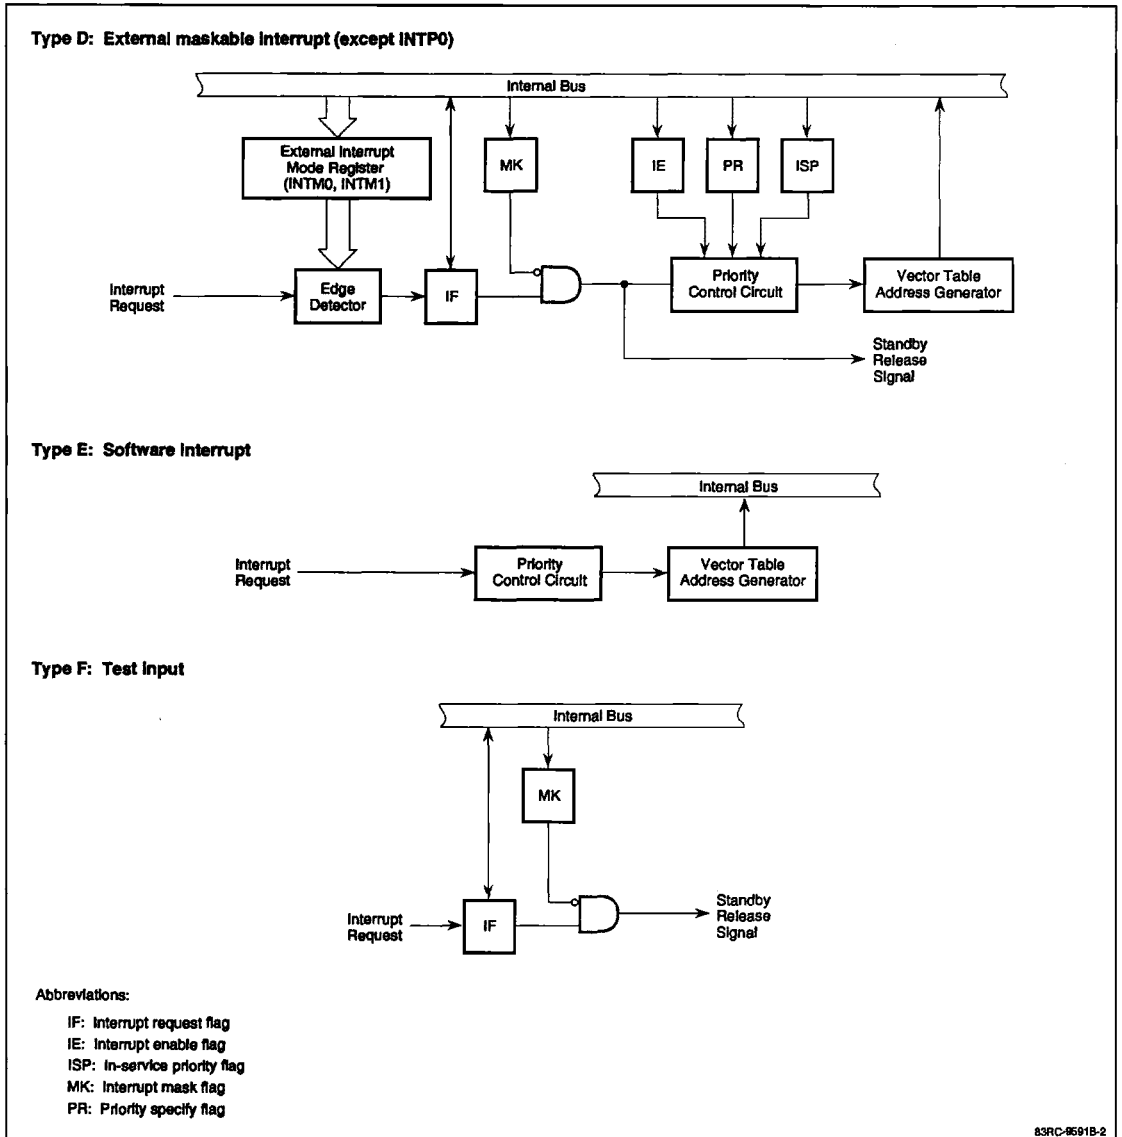 Type D: External maskable interrupt (except INTP0)
Internal Bus
External Interrupt
Mode Register
(INTM0, INTM1)
MK
IE
PR
ISP
Interrupt
Request
Edge
Detector
IF
Priority
Control Circuit
Vector Table
Address Generator
Standby
Release
Signal
Type E: Software interrupt
Internal Bus
Interrupt
Request
Priority
Control Circuit
Vector Table
Address Generator
Type F: Test input
Internal Bus
MK
Interrupt
Request
IF
Standby
Release
Signal
Abbreviations:
IF: Interrupt request flag
IE: Interrupt enable flag
ISP: In-service priority flag
MK: Interrupt mask flag
PR: Priority specify flag
83RC-9591B-2